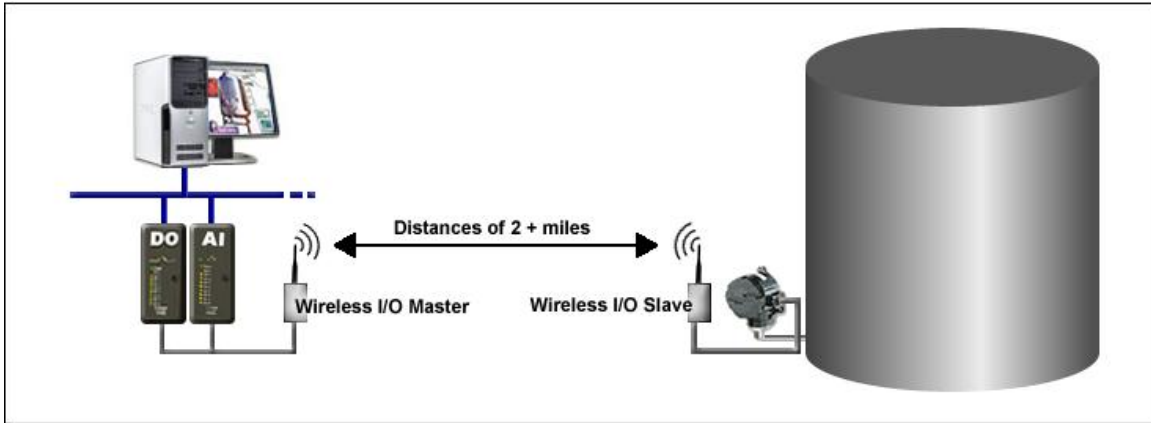 DO
AI
Distances of 2 + miles
Wireless I/O Master
Wireless I/O Slave